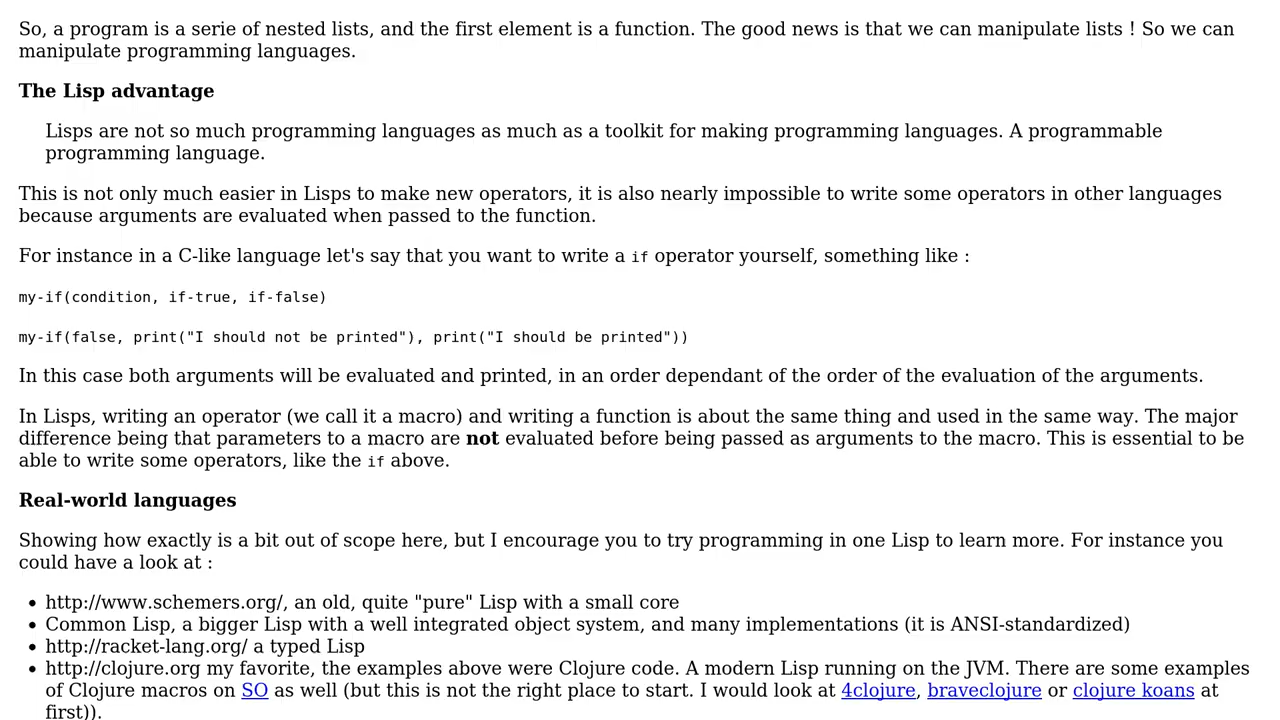 So, a program is a serie of nested lists, and the first element is a function. The good news is that we can manipulate lists ! So we can
manipulate programming languages.
The Lisp advantage
Lisps are not so much programming languages as much as a toolkit for making programming languages. A programmable
programming language.
This is not only much easier in Lisps to make new operators, it is also nearly impossible to write some operators in other languages
because arguments are evaluated when passed to the function.
For instance in a C-like language let's say that you want to write a if operator yourself, something like :
my-if(condition, if-true, if-false)
my-if(false, print("I should not be printed"), print("I should be printed"))
In this case both arguments will be evaluated and printed, in an order dependant of the order of the evaluation of the arguments.
In Lisps, writing an operator (we call it a macro) and writing a function is about the same thing and used in the same way. The major
difference being that parameters to a macro are not evaluated before being passed as arguments to the macro. This is essential to be
able to write some operators, like the if above.
Real-world languages
Showing how exactly is a bit out of scope here, but I encourage you to try programming in one Lisp to learn more. For instance you
could have a look at :
• http://www.schemers.org/, an old, quite "pure" Lisp with a small core
• Common Lisp, a bigger Lisp with a well integrated object system, and many implementations (it is ANSI-standardized)
• http://racket-lang.org/ a typed Lisp
• http://clojure.org my favorite, the examples above were Clojure code. A modern Lisp running on the JVM. There are some examples
of Clojure macros on SO as well (but this is not the right place to start. I would look at 4clojure, braveclojure or clojure koans at
first)).